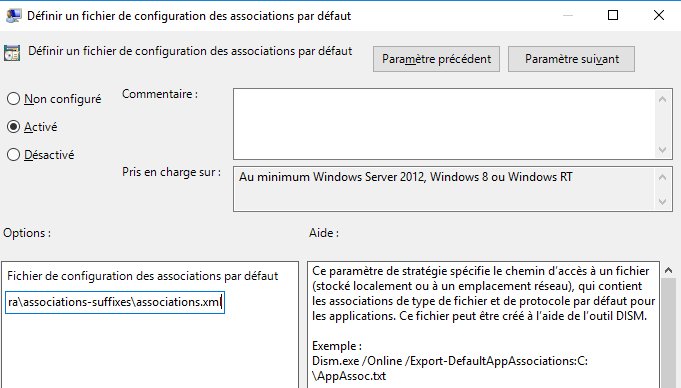 Définir un fichier de configuration des associations par défaut
Définir un fichier de configuration des associations par défaut
Paramètre précédent
Paramètre suivant
Non configuré
Activé
Désactivé
Commentaire :
Pris en charge sur :
Au minimum Windows Server 2012, Windows 8 ou Windows RT
Options :
Aide :
Fichier de configuration des associations par défaut
ra\associations-suffixes\associations.xml
Ce paramètre de stratégie spécifie le chemin d’accès à un fichier
(stocké localement ou à un emplacement réseau), qui contient
les associations de type de fichier et de protocole par défaut pour
les applications. Ce fichier peut être créé à l’aide de l’outil DISM.
Exemple :
Dism.exe /Online /Export-DefaultAppAssociations:C:
\AppAssoc.txt